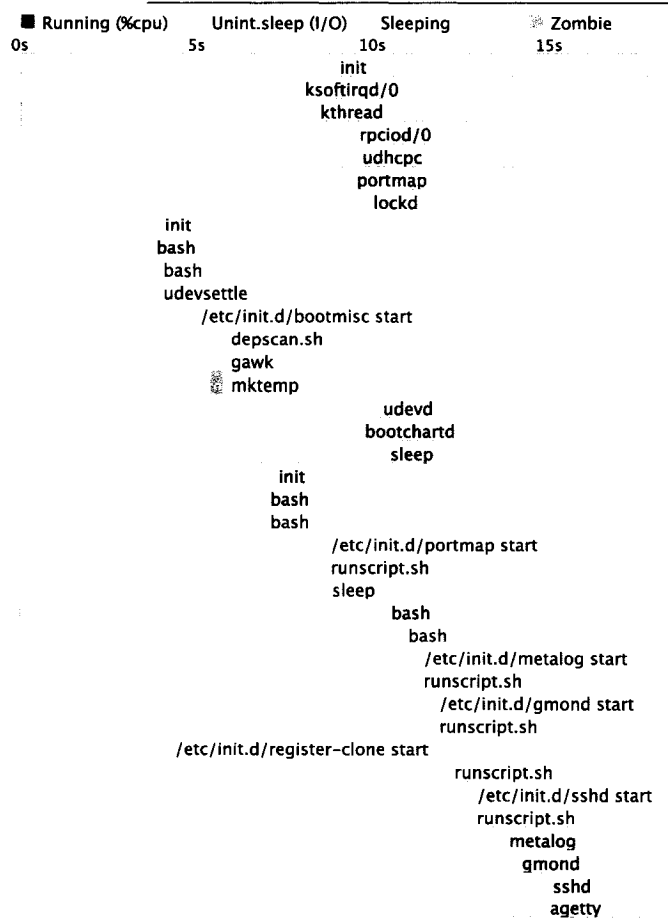 Running (%cpu) Unint.sleep (I/O) Sleeping Zombie
0s 5s 10s 15s
init
ksoftirqd/0
kthread
rpciod/0
udhcpc
portmap
lockd
init
bash
bash
udevsettle
/etc/init.d/bootmisc start
depscan.sh
gawk
mktemp
udevd
bootchartd
sleep
init
bash
bash
/etc/init.d/portmap start
runscript.sh
sleep
bash
bash
/etc/init.d/metalog start
runscript.sh
/etc/init.d/gmond start
runscript.sh
/etc/init.d/register-clone start
runscript.sh
/etc/init.d/sshd start
runscript.sh
metalog
gmond
sshd
agetty